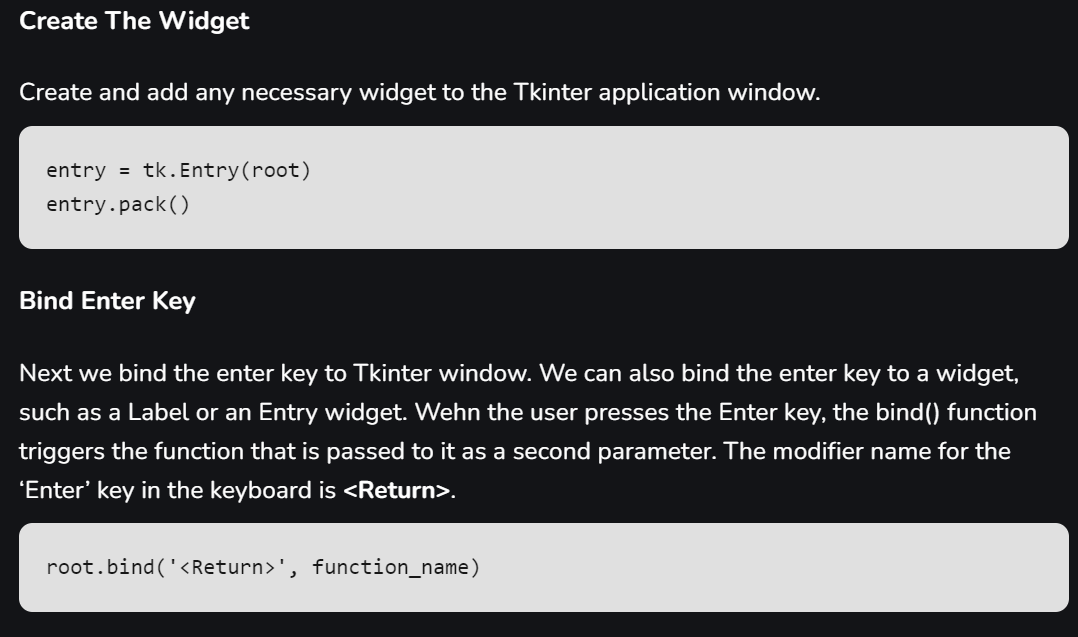 Create The Widget
Create and add any necessary widget to the Tkinter application window.
entry = tk.Entry(root)
entry.pack()
Bind Enter Key
Next we bind the enter key to Tkinter window. We can also bind the enter key to a widget,
such as a Label or an Entry widget. Wehn the user presses the Enter key, the bind() function
triggers the function that is passed to it as a second parameter. The modifier name for the
‘Enter’ key in the keyboard is <Return>.
root.bind('<Return>', function_name)